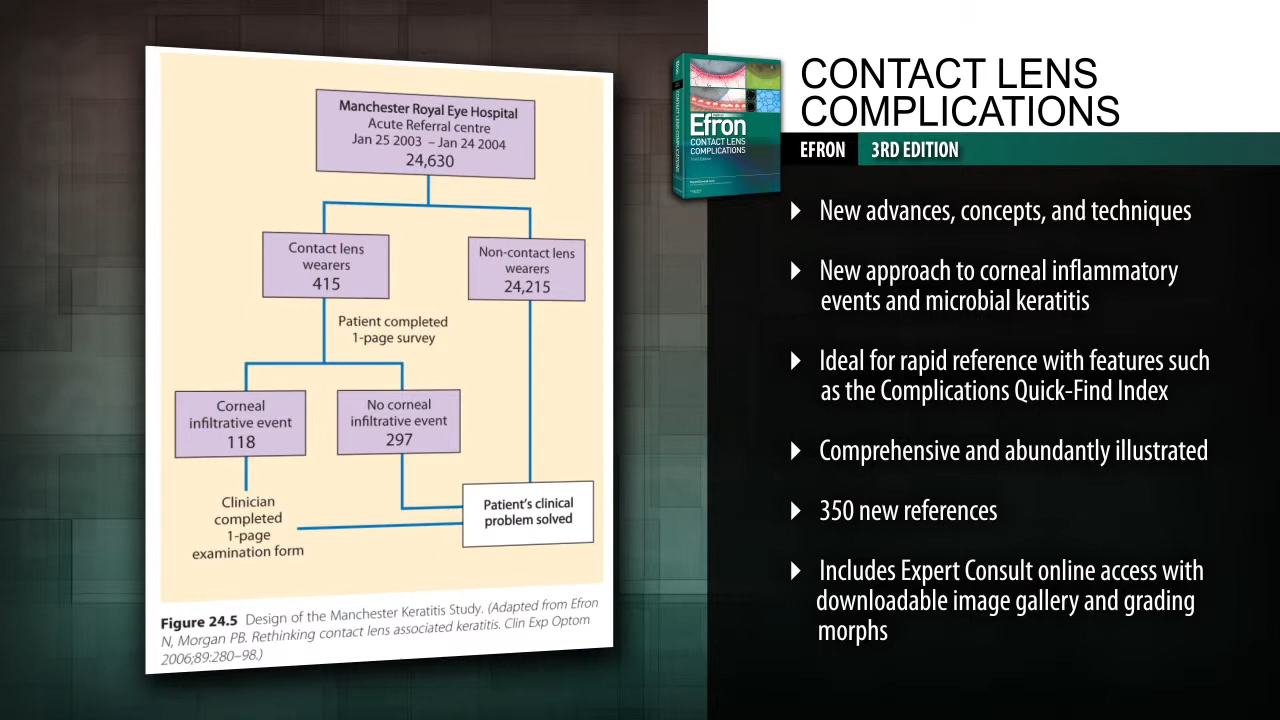 Manchester Royal Eye Hospital
Acute Referral centre
Jan 25 2003 – Jan 24 2004
24,630
Contact lens
wearers
415
Non-contact lens
wearers
24,215
Patient completed
1-page survey
Corneal
infiltrative event
118
No corneal
infiltrative event
297
Clinician
completed
1-page
examination form
Patient's clinical
problem solved
Figure 24.5 Design of the Manchester Keratitis Study. (Adapted from Efron
N, Morgan PB. Rethinking contact lens associated keratitis. Clin Exp Optom
2006;89:280–98.)
Efron
CONTACT LENS
COMPLICATIONS
CONTACT LENS COMPLICATIONS
CONTACT LENS
COMPLICATIONS
EFRON 3RD EDITION
New advances, concepts, and techniques
New approach to corneal inflammatory
events and microbial keratitis
Ideal for rapid reference with features such
as the Complications Quick-Find Index
Comprehensive and abundantly illustrated
350 new references
Includes Expert Consult online access with
downloadable image gallery and grading
morphs